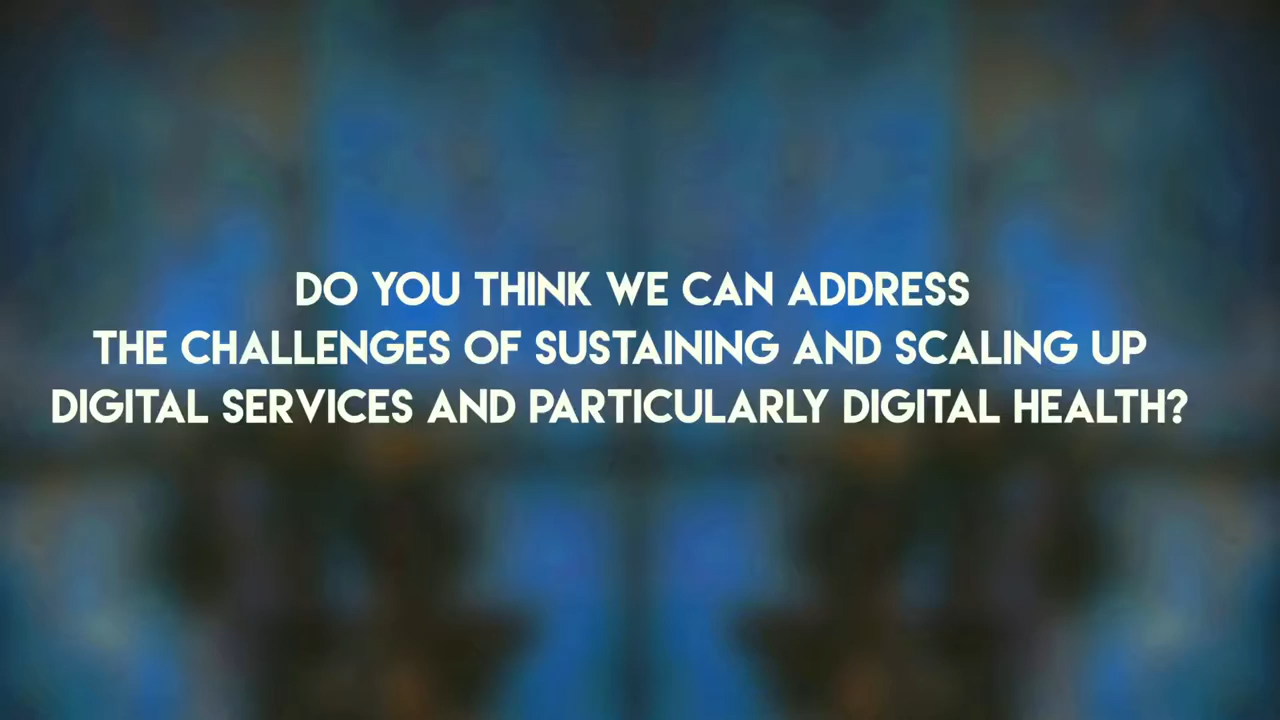 DO YOU THINK WE CAN ADDRESS
THE CHALLENGES OF SUSTAINING AND SCALING UP
DIGITAL SERVICES AND PARTICULARLY DIGITAL HEALTH?